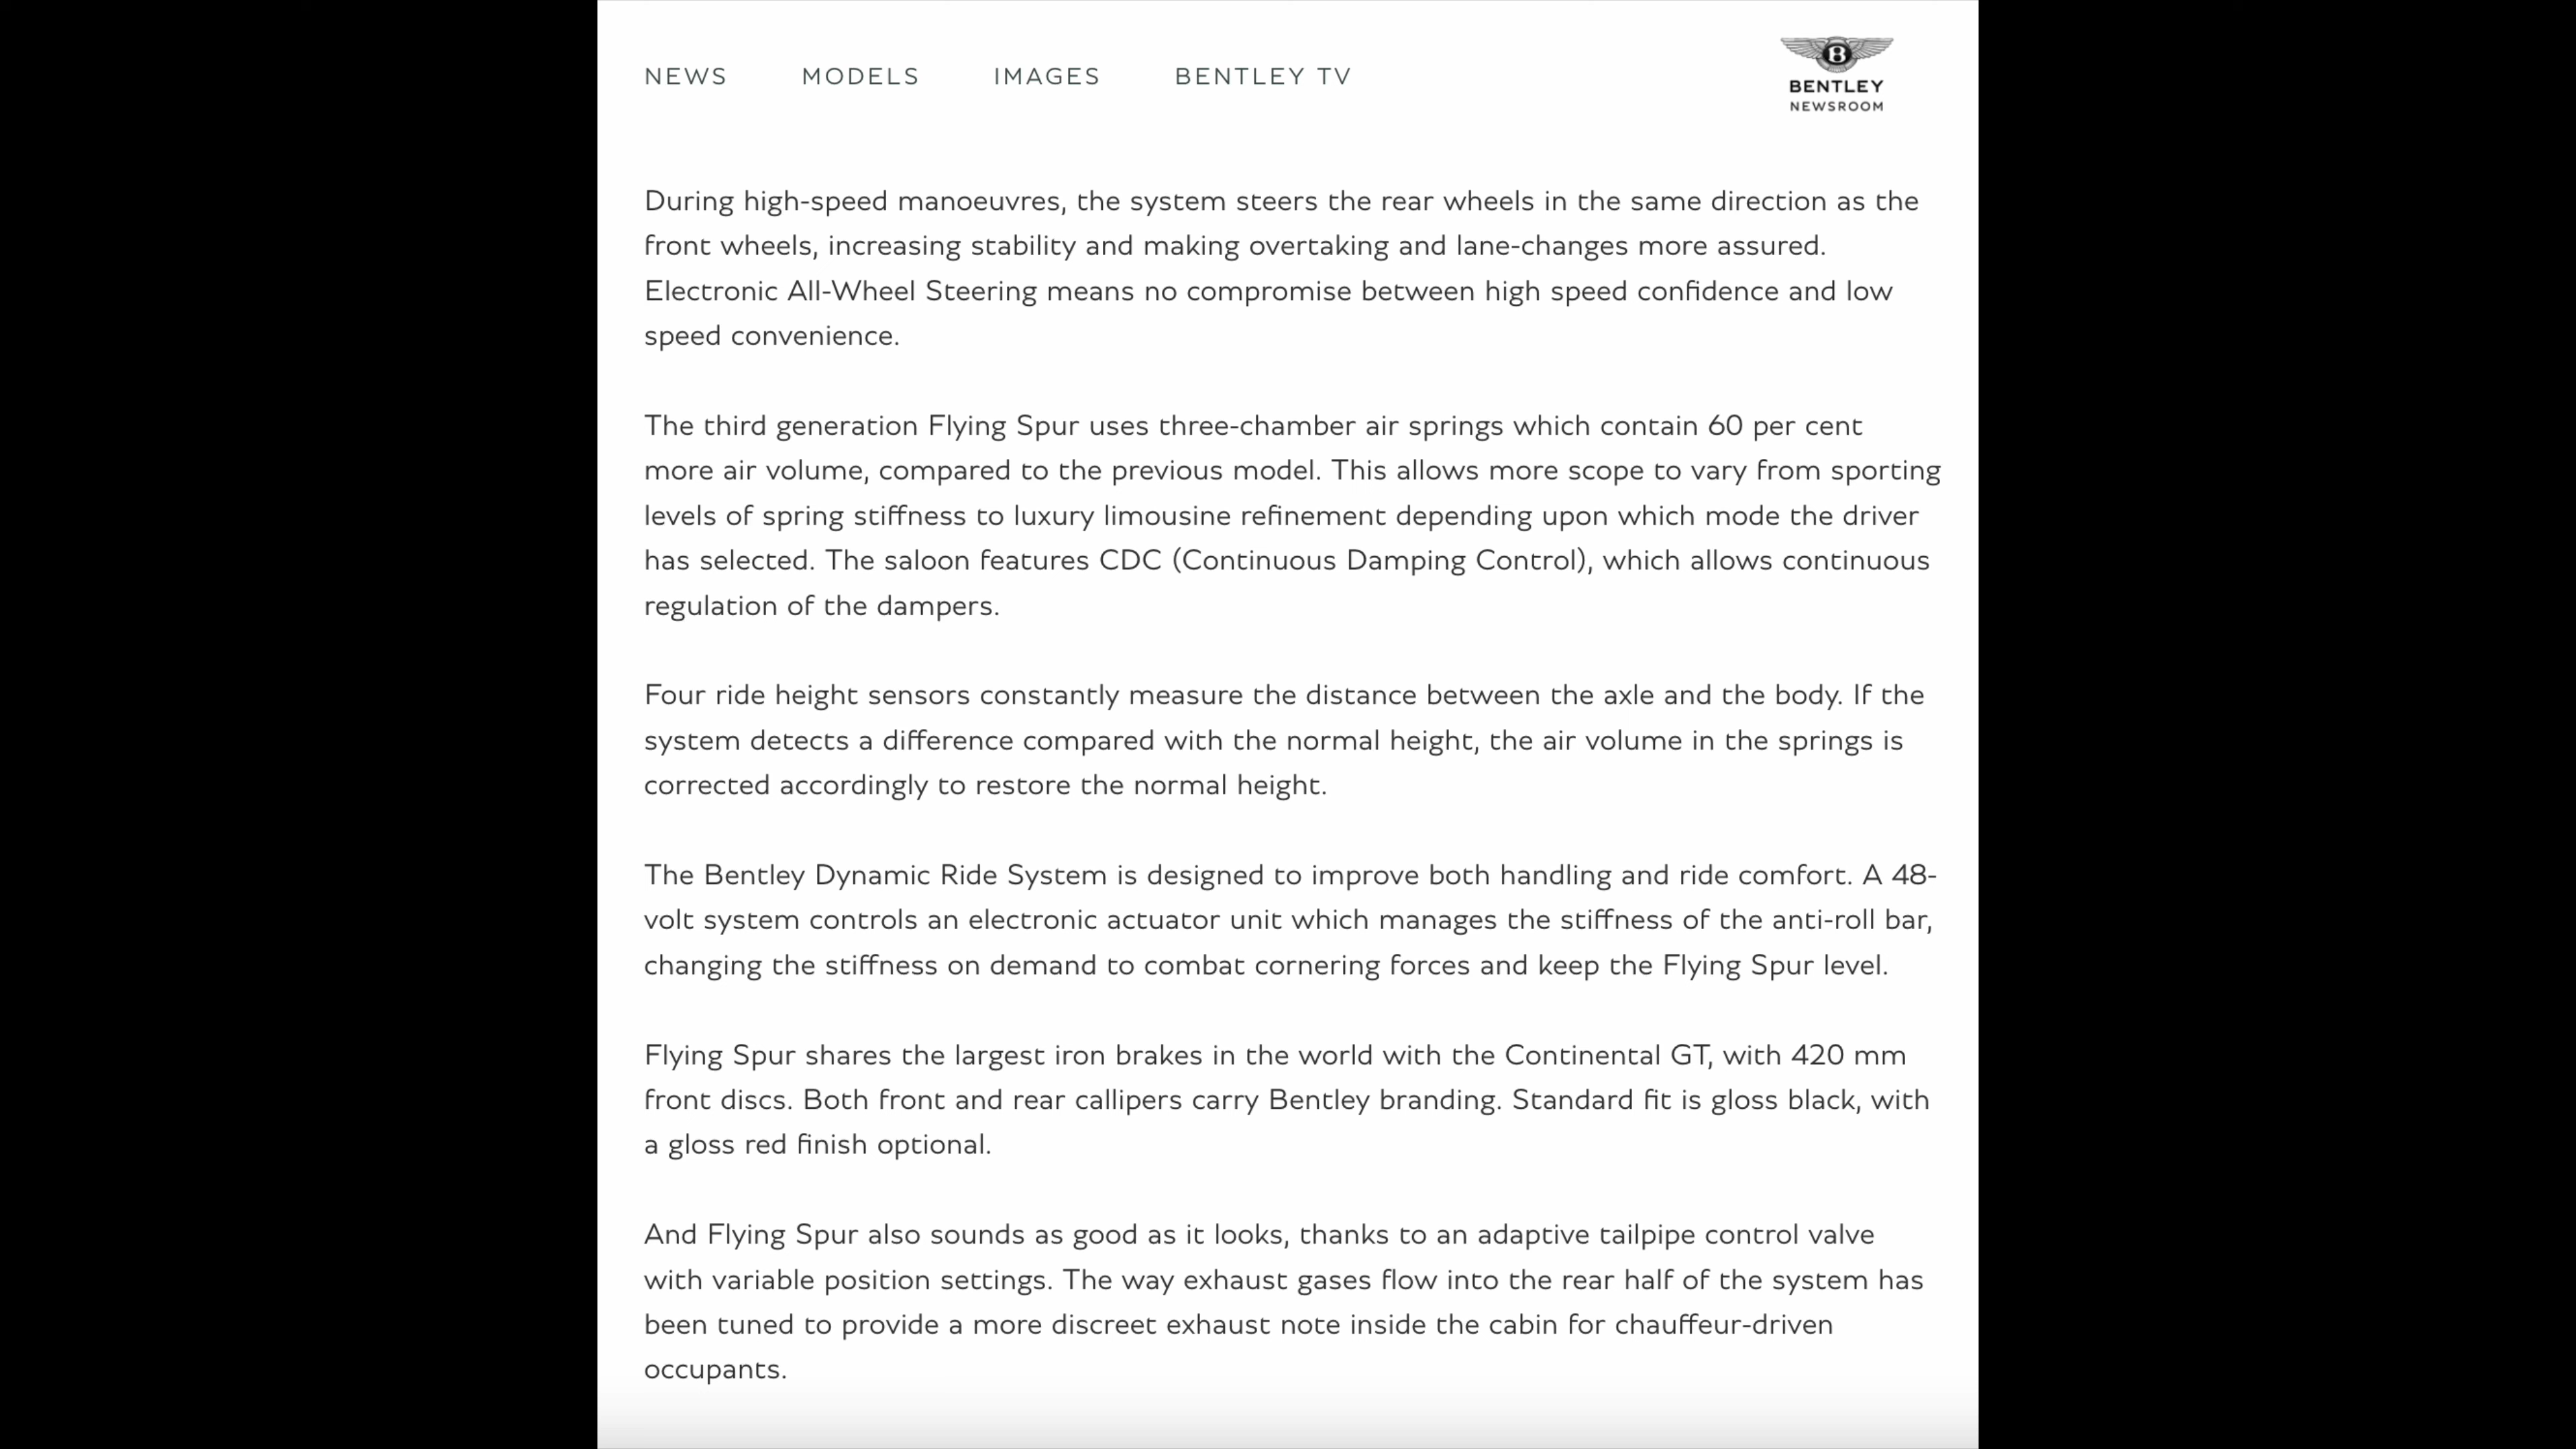 NEWS MODELS IMAGES BENTLEY TV
B
BENTLEY
NEWSROOM
During high-speed manoeuvres, the system steers the rear wheels in the same direction as the
front wheels, increasing stability and making overtaking and lane-changes more assured.
Electronic All-Wheel Steering means no compromise between high speed confidence and low
speed convenience.
The third generation Flying Spur uses three-chamber air springs which contain 60 per cent
more air volume, compared to the previous model. This allows more scope to vary from sporting
levels of spring stiffness to luxury limousine refinement depending upon which mode the driver
has selected. The saloon features CDC (Continuous Damping Control), which allows continuous
regulation of the dampers.
Four ride height sensors constantly measure the distance between the axle and the body. If the
system detects a difference compared with the normal height, the air volume in the springs is
corrected accordingly to restore the normal height.
The Bentley Dynamic Ride System is designed to improve both handling and ride comfort. A 48-
volt system controls an electronic actuator unit which manages the stiffness of the anti-roll bar,
changing the stiffness on demand to combat cornering forces and keep the Flying Spur level.
Flying Spur shares the largest iron brakes in the world with the Continental GT, with 420 mm
front discs. Both front and rear callipers carry Bentley branding. Standard fit is gloss black, with
a gloss red finish optional.
And Flying Spur also sounds as good as it looks, thanks to an adaptive tailpipe control valve
with variable position settings. The way exhaust gases flow into the rear half of the system has
been tuned to provide a more discreet exhaust note inside the cabin for chauffeur-driven
occupants.